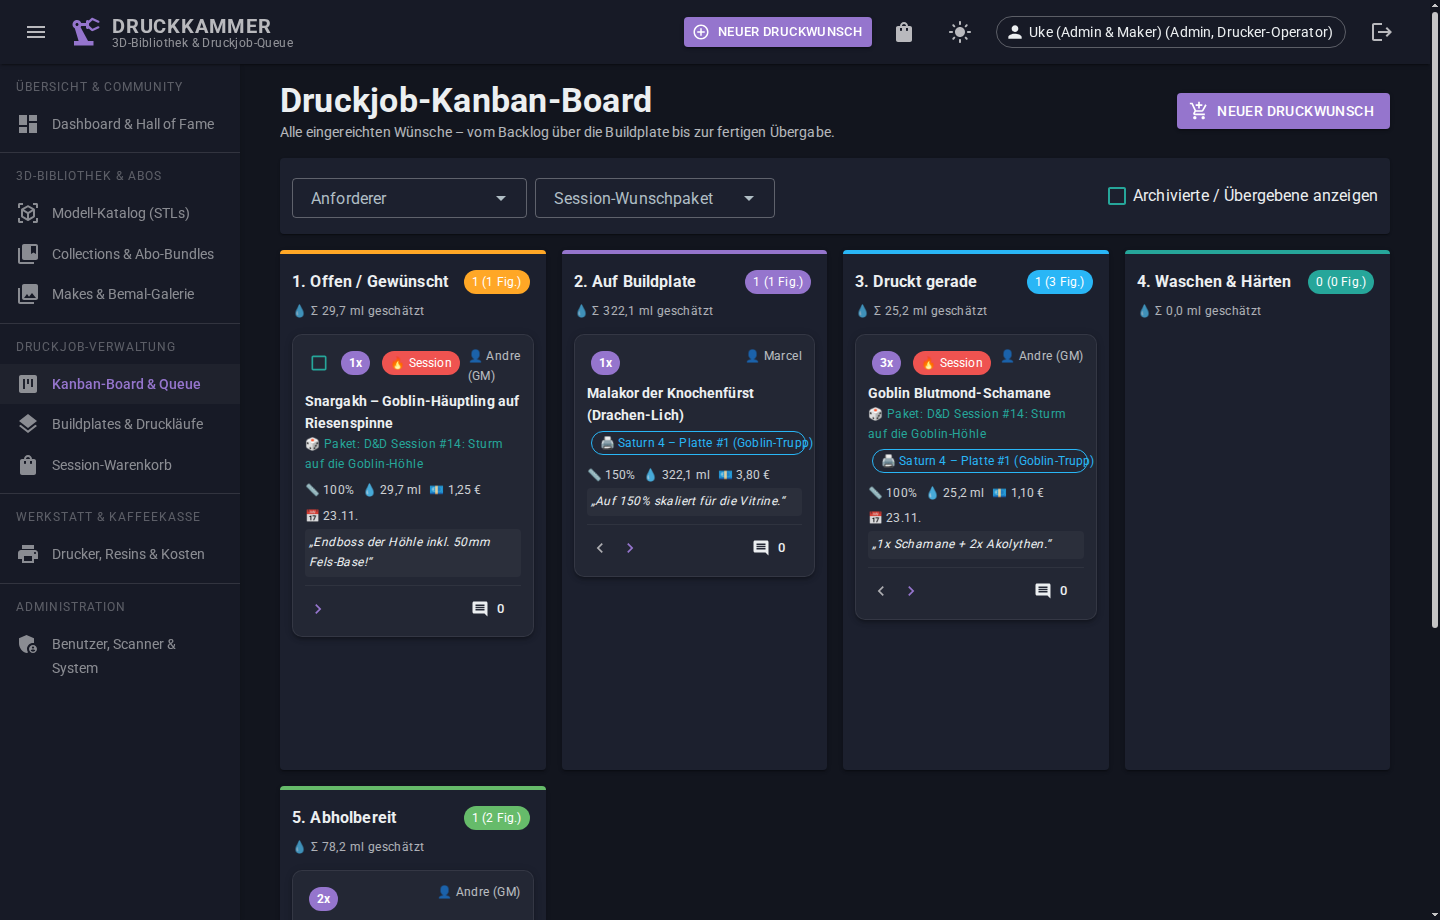 DRUCKKAMMER
3D-Bibliothek & Druckjob-Queue
NEUER DRUCKWUNSCH
Uke (Admin & Maker) (Admin, Drucker-Operator)
ÜBERSICHT & COMMUNITY
Dashboard & Hall of Fame
3D-BIBLIOTHEK & ABOS
Modell-Katalog (STLs)
Collections & Abo-Bundles
Makes & Bemal-Galerie
DRUCKJOB-VERWALTUNG
Kanban-Board & Queue
Buildplates & Druckläufe
Session-Warenkorb
WERKSTATT & KAFFEEKASSE
Drucker, Resins & Kosten
ADMINISTRATION
Benutzer, Scanner &
System
Druckjob-Kanban-Board
Alle eingereichten Wünsche – vom Backlog über die Buildplate bis zur fertigen Übergabe.
NEUER DRUCKWUNSCH
Anforderer
Session-Wunschpaket
Archivierte / Übergebene anzeigen
1. Offen / Gewünscht
1 (1 Fig.)
💧 Σ 29,7 ml geschätzt
1x
🔥 Session
👤 Andre
(GM)
Snargakh – Goblin-Häuptling auf
Riesenspinne
🎲 Paket: D&D Session #14: Sturm
auf die Goblin-Höhle
📏 100% 💧 29,7 ml 💶 1,25 €
📅 23.11.
„Endboss der Höhle inkl. 50mm
Fels-Base!“
0
2. Auf Buildplate
1 (1 Fig.)
💧 Σ 322,1 ml geschätzt
1x
👤 Marcel
Malakor der Knochenfürst
(Drachen-Lich)
🖨️ Saturn 4 – Platte #1 (Goblin-Trupp)
📏 150% 💧 322,1 ml 💶 3,80 €
„Auf 150% skaliert für die Vitrine.“
0
3. Druckt gerade
1 (3 Fig.)
💧 Σ 25,2 ml geschätzt
3x
🔥 Session
👤 Andre (GM)
Goblin Blutmond-Schamane
🎲 Paket: D&D Session #14: Sturm
auf die Goblin-Höhle
🖨️ Saturn 4 – Platte #1 (Goblin-Trupp)
📏 100% 💧 25,2 ml 💶 1,10 €
📅 23.11.
„1x Schamane + 2x Akolythen.“
0
4. Waschen & Härten
0 (0 Fig.)
💧 Σ 0,0 ml geschätzt
5. Abholbereit
1 (2 Fig.)
💧 Σ 78,2 ml geschätzt
2x
👤 Andre (GM)